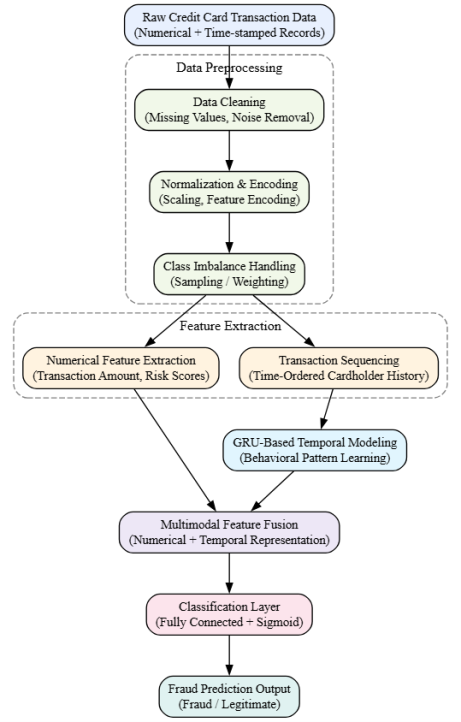 Raw Credit Card Transaction Data
(Numerical + Time-stamped Records)
Data Preprocessing
Data Cleaning
(Missing Values, Noise Removal)
Normalization & Encoding
(Scaling, Feature Encoding)
Class Imbalance Handling
(Sampling / Weighting)
Feature Extraction
Numerical Feature Extraction
(Transaction Amount, Risk Scores)
Transaction Sequencing
(Time-Ordered Cardholder History)
GRU-Based Temporal Modeling
(Behavioral Pattern Learning)
Multimodal Feature Fusion
(Numerical + Temporal Representation)
Classification Layer
(Fully Connected + Sigmoid)
Fraud Prediction Output
(Fraud / Legitimate)